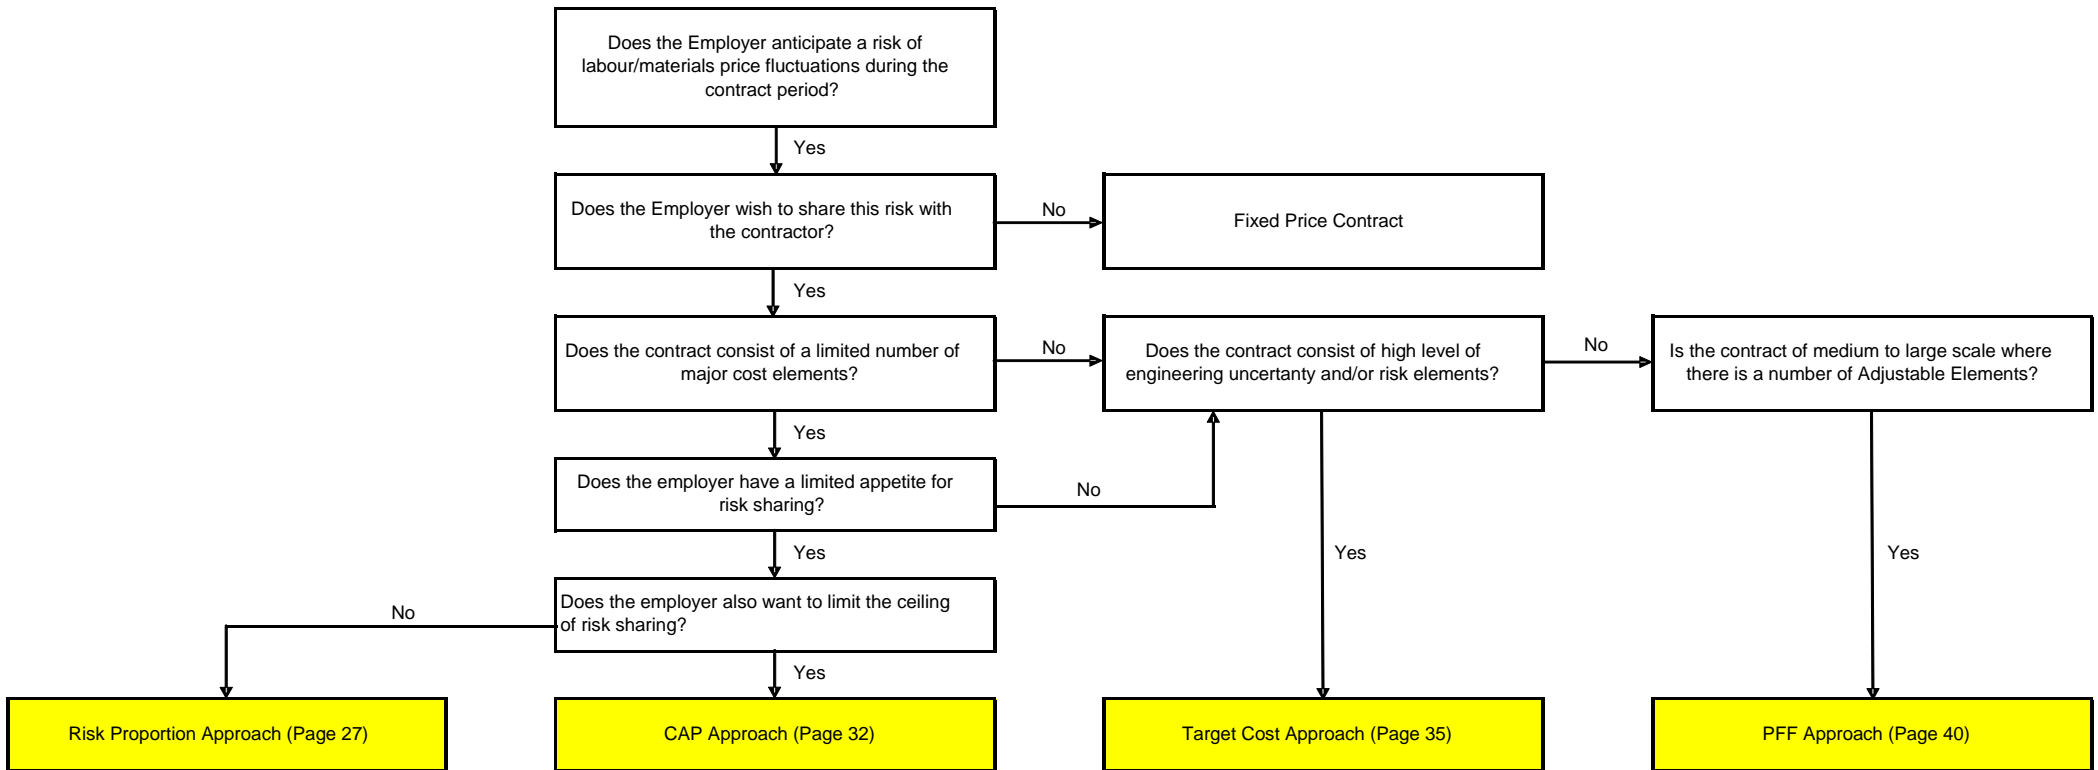 Does the Employer anticipate a risk of
labour/materials price fluctuations during the
contract period?
Yes
Does the Employer wish to share this risk with
the contractor?
No
Fixed Price Contract
Yes
Does the contract consist of a limited number of
major cost elements?
No
Does the contract consist of high level of
engineering uncertanty and/or risk elements?
No
Is the contract of medium to large scale where
there is a number of Adjustable Elements?
Yes
Does the employer have a limited appetite for
risk sharing?
No
Yes
Yes
Yes
Does the employer also want to limit the ceiling
of risk sharing?
No
Yes
Risk Proportion Approach (Page 27)
CAP Approach (Page 32)
Target Cost Approach (Page 35)
PFF Approach (Page 40)